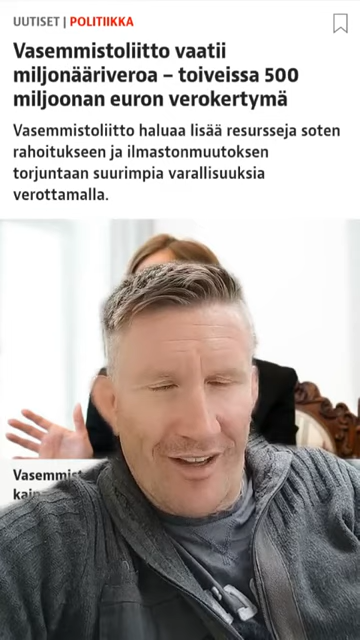 UUTISET | POLITIIKKA
Vasemmistoliitto vaatii
miljonääriveroa – toiveissa 500
miljoonan euron verokertymä
Vasemmistoliitto haluaa lisää resursseja soten
rahoitukseen ja ilmastonmuutoksen
torjuntaan suurimpia varallisuuksia
verottamalla.